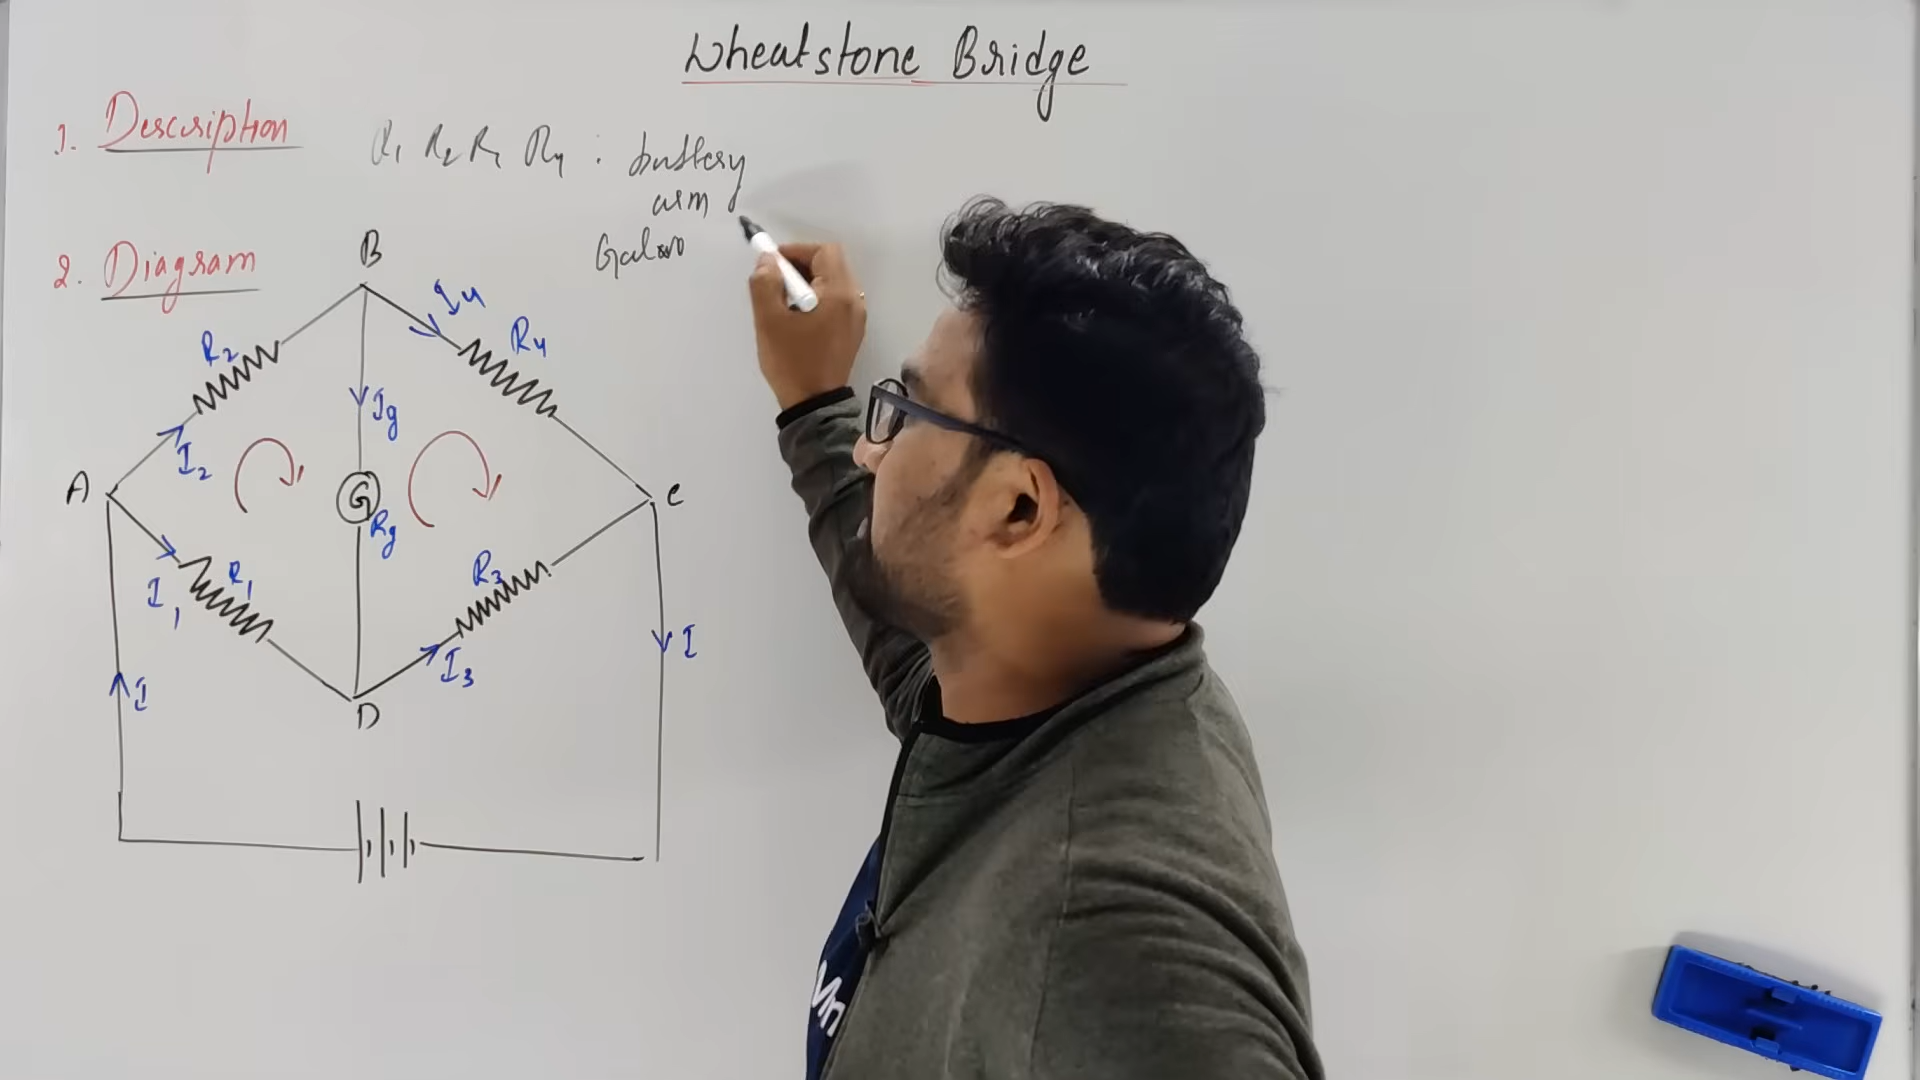 Wheatstone Bridge
1. Description
R1 R2 R3 R4 : battery
arm
Galvo
2. Diagram
B
I4
R2
R4
Ig
I2
A
G
C
Rg
R1
R3
I1
I3
I
I
D